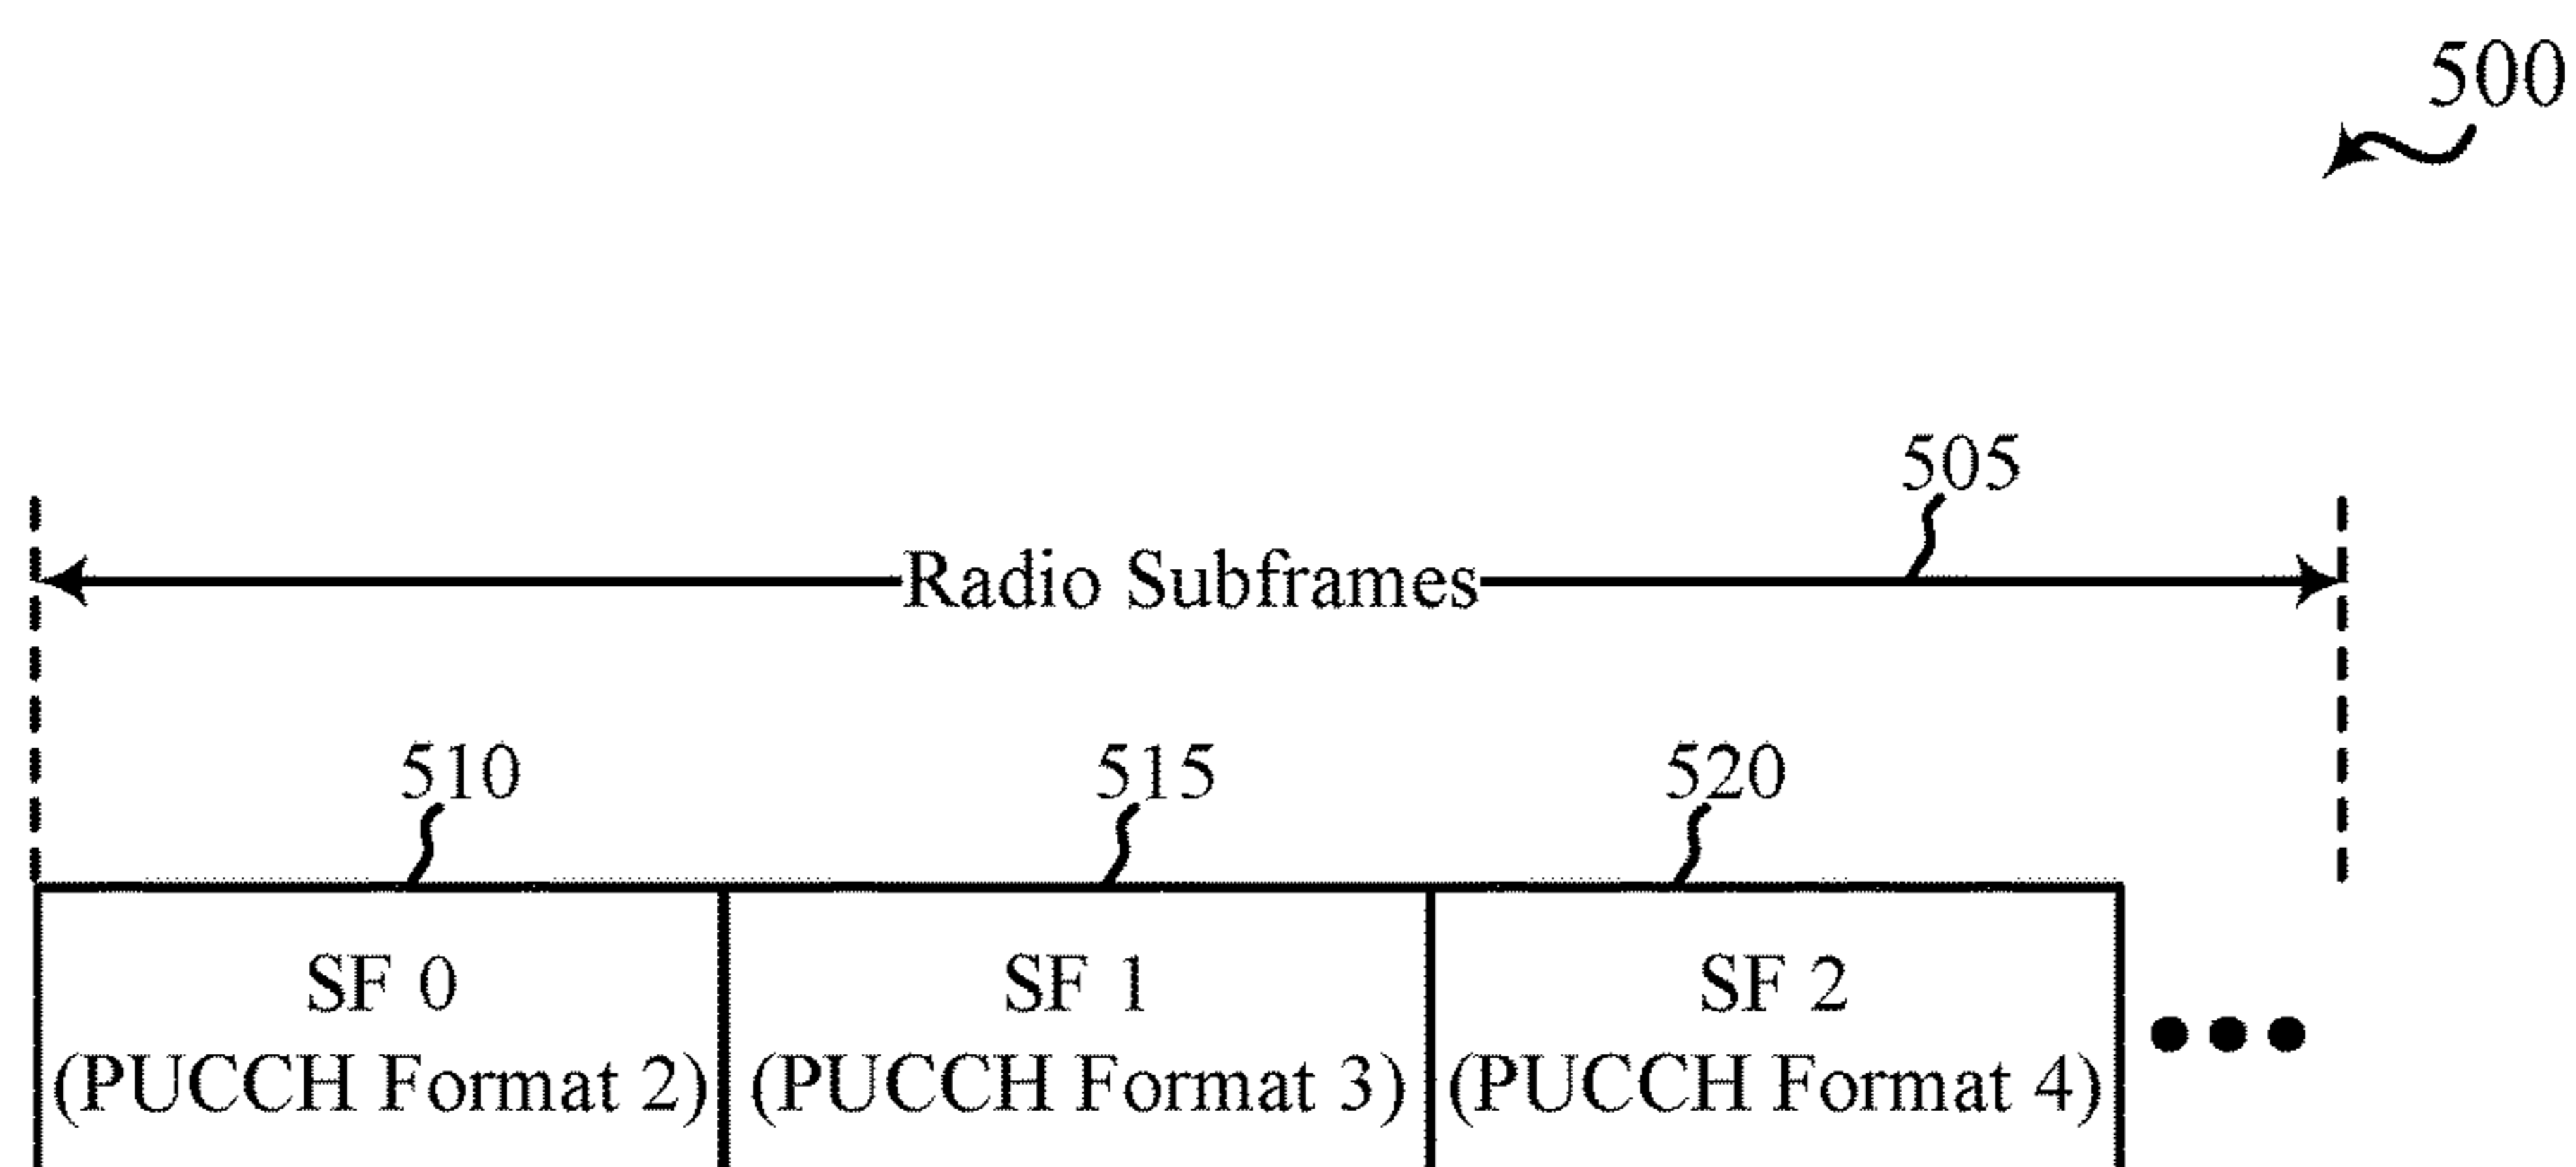 500
505
Radio Subframes
510
515
520
SF 0
(PUCCH Format 2)
SF 1
(PUCCH Format 3)
SF 2
(PUCCH Format 4)